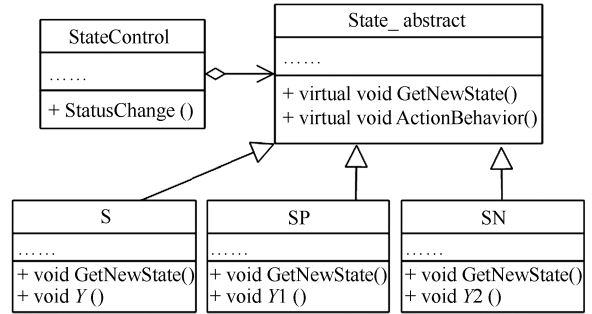 StateControl
……
+ StatusChange ()
State_ abstract
……
+ virtual void GetNewState()
+ virtual void ActionBehavior()
S
……
+ void GetNewState()
+ void Y ()
SP
……
+ void GetNewState()
+ void Y1 ()
SN
……
+ void GetNewState()
+ void Y2 ()